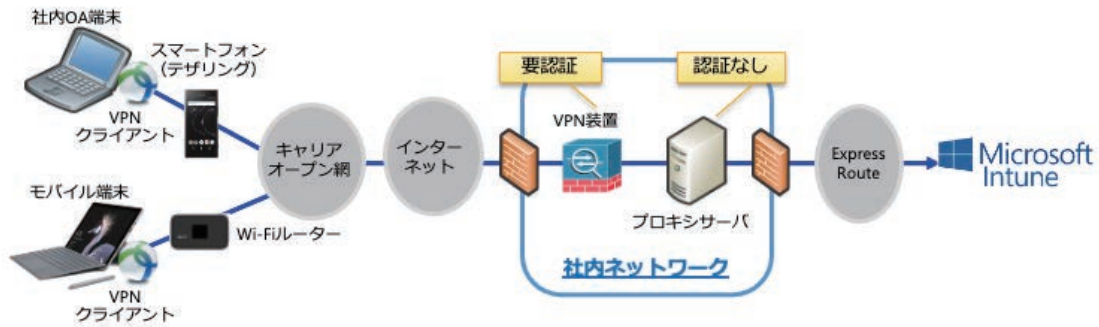 社内OA端末
スマートフォン
（テザリング）
VPN
クライアント
モバイル端末
Wi-Fiルーター
VPN
クライアント
キャリア
オープン網
インター
ネット
要認証
認証なし
VPN装置
プロキシサーバ
社内ネットワーク
Express
Route
Microsoft
Intune